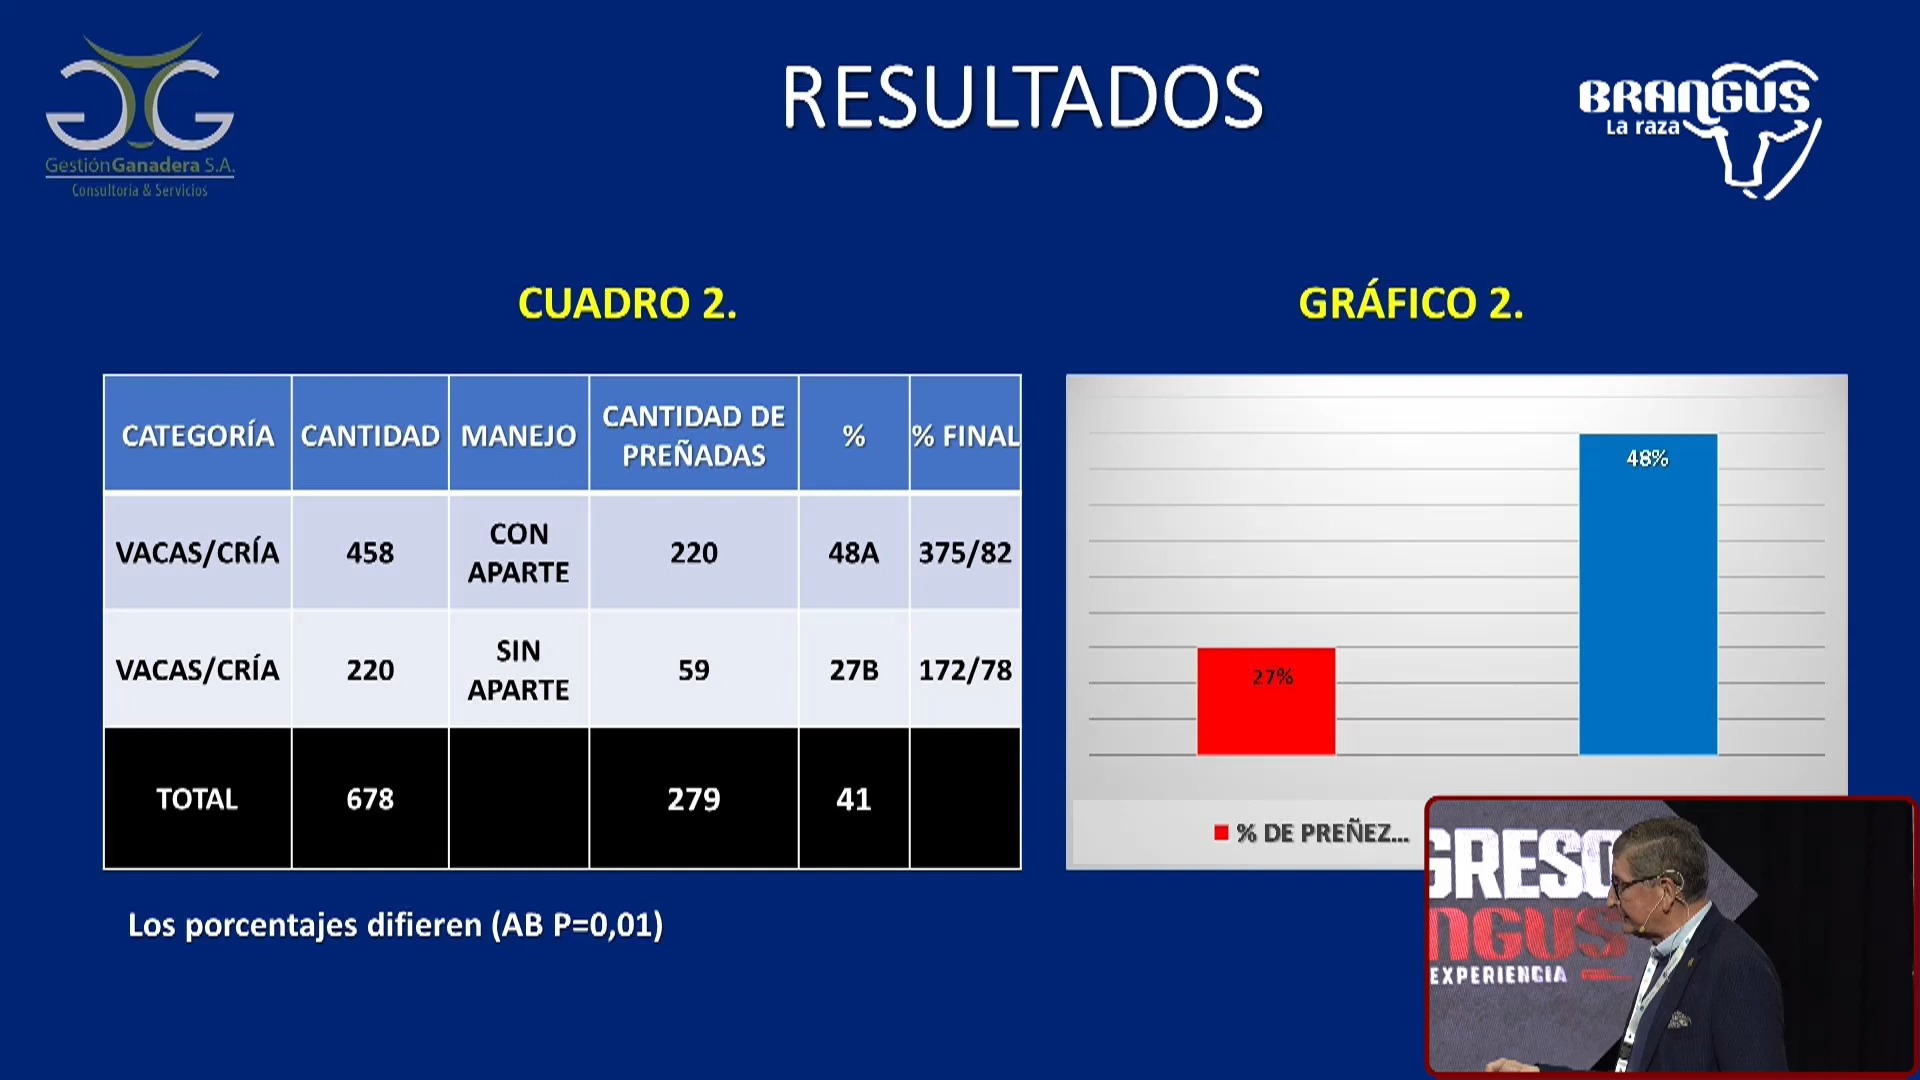 GestiónGanadera S.A.
Consultoría & Servicios
RESULTADOS
BRANGUS
La raza
CUADRO 2.
GRÁFICO 2.
CATEGORÍA CANTIDAD MANEJO CANTIDAD DE PREÑADAS % % FINAL
VACAS/CRÍA 458 CON APARTE 220 48A 375/82
VACAS/CRÍA 220 SIN APARTE 59 27B 172/78
TOTAL 678 279 41
48%
27%
% DE PREÑEZ...
Los porcentajes difieren (AB P=0,01)
GRESO
NGUS
EXPERIENCIA